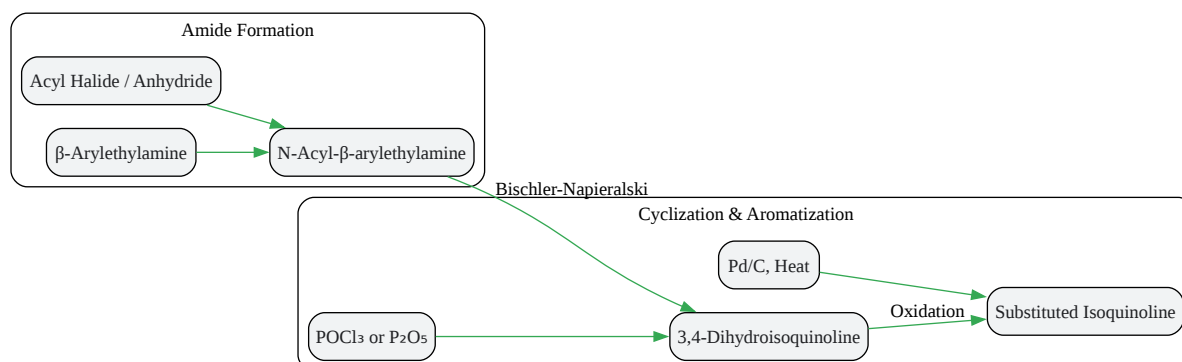 Amide Formation
Acyl Halide / Anhydride
β-Arylethylamine
N-Acyl-β-arylethylamine
Bischler-Napieralski
Cyclization & Aromatization
Pd/C, Heat
Substituted Isoquinoline
Oxidation
POCl₃ or P₂O₅
3,4-Dihydroisoquinoline